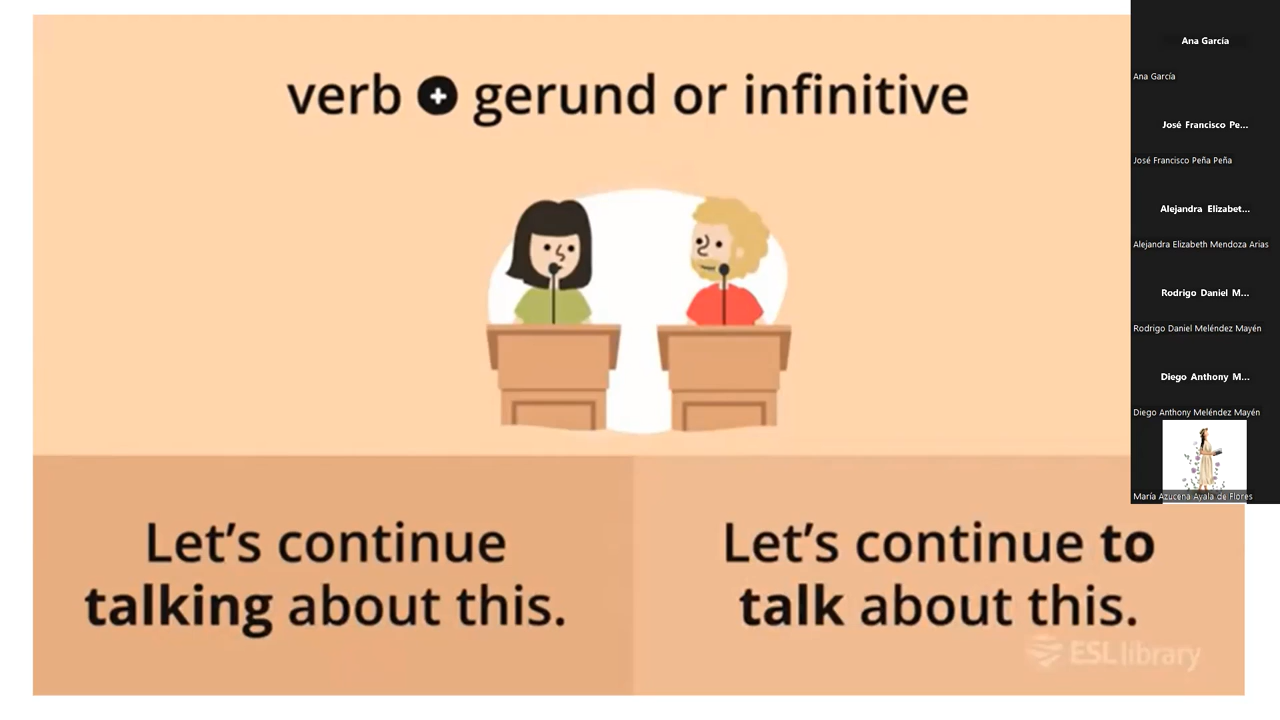 verb + gerund or infinitive
Let's continue
talking about this.
Let's continue to
talk about this.
ESL library
Ana García
Ana García
José Francisco Pe...
José Francisco Peña Peña
Alejandra Elizabet...
Alejandra Elizabeth Mendoza Arias
Rodrigo Daniel M...
Rodrigo Daniel Meléndez Mayén
Diego Anthony M...
Diego Anthony Meléndez Mayén
María Azucena Ayala de Flores